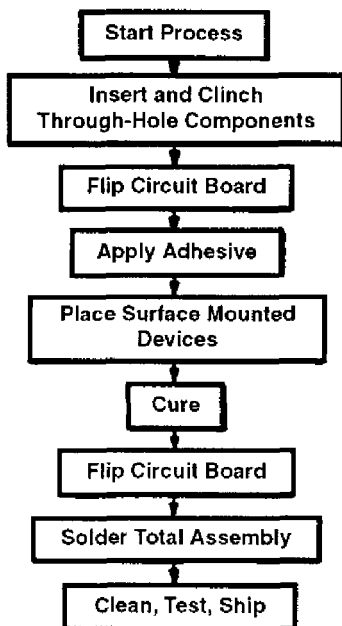 Start Process
Insert and Clinch
Through-Hole Components
Flip Circuit Board
Apply Adhesive
Place Surface Mounted
Devices
Cure
Flip Circuit Board
Solder Total Assembly
Clean, Test, Ship